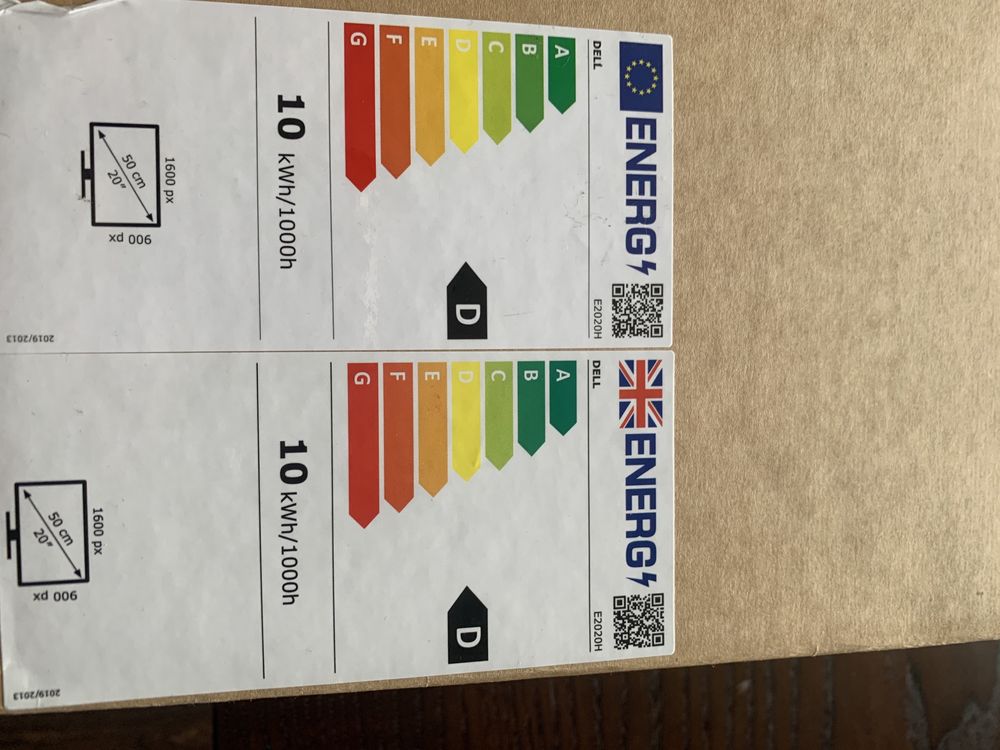 ENERG
DELL
E2020H
A
B
C
D
E
F
G
D
10 kWh/1000h
1600 px
50 cm
20"
900 px
2019/2013
ENERG
DELL
E2020H
A
B
C
D
E
F
G
D
10 kWh/1000h
1600 px
50 cm
20"
900 px
2019/2013